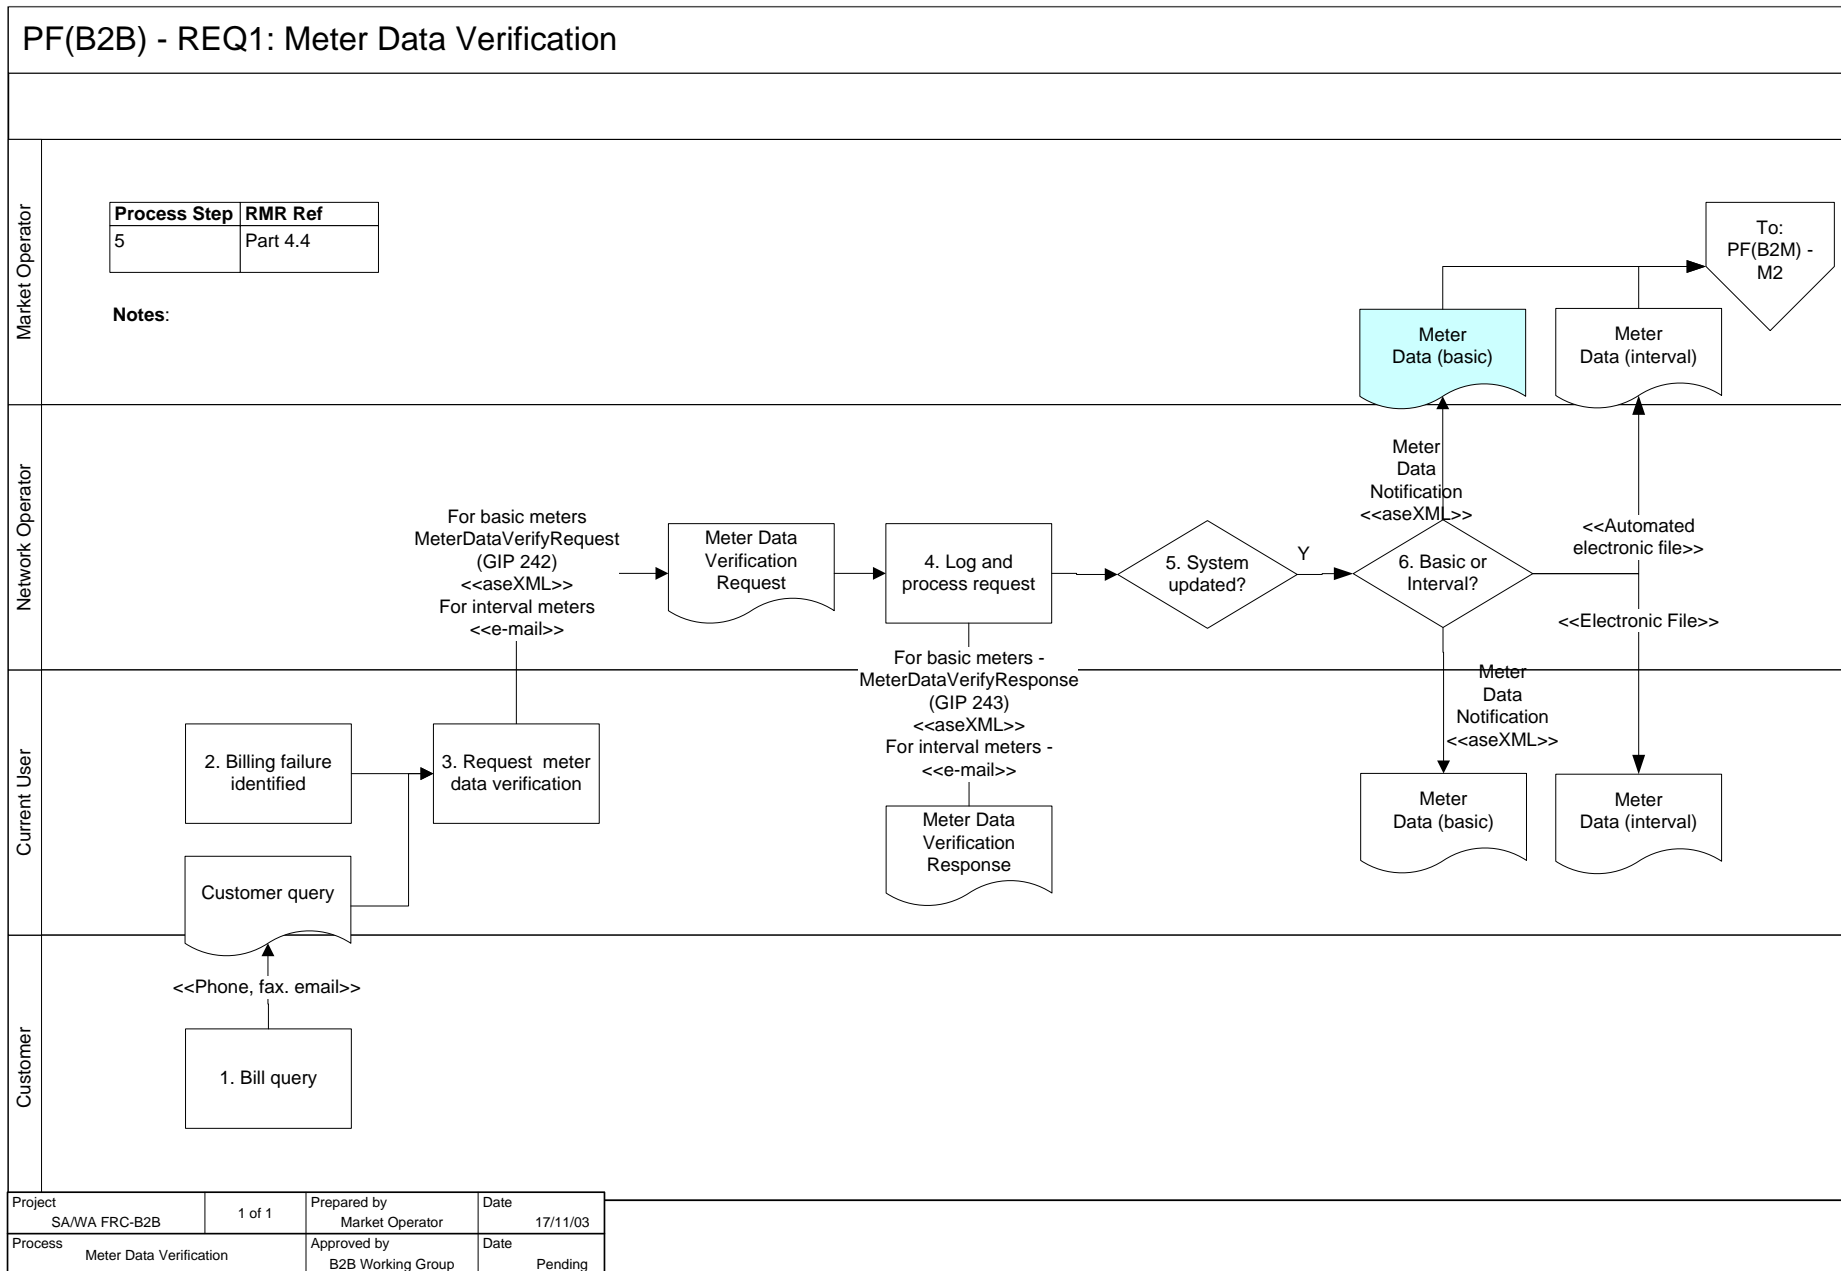 PF(B2B) - REQ1: Meter Data Verification
Market Operator
Process Step RMR Ref
5 Part 4.4
Notes:
To:
PF(B2M) -
M2
Meter
Data (basic)
Meter
Data (interval)
Network Operator
For basic meters
MeterDataVerifyRequest
(GIP 242)
<<aseXML>>
For interval meters
<<e-mail>>
Meter Data
Verification
Request
4. Log and
process request
5. System
updated?
Y
6. Basic or
Interval?
Meter
Data
Notification
<<aseXML>>
<<Automated
electronic file>>
<<Electronic File>>
For basic meters -
MeterDataVerifyResponse
(GIP 243)
<<aseXML>>
For interval meters -
<<e-mail>>
Meter
Data
Notification
<<aseXML>>
Current User
2. Billing failure
identified
3. Request  meter
data verification
Customer query
Meter Data
Verification
Response
Meter
Data (basic)
Meter
Data (interval)
Customer
<<Phone, fax. email>>
1. Bill query
Project
SA/WA FRC-B2B
1 of 1
Prepared by
Market Operator
Date
17/11/03
Process
Meter Data Verification
Approved by
B2B Working Group
Date
Pending